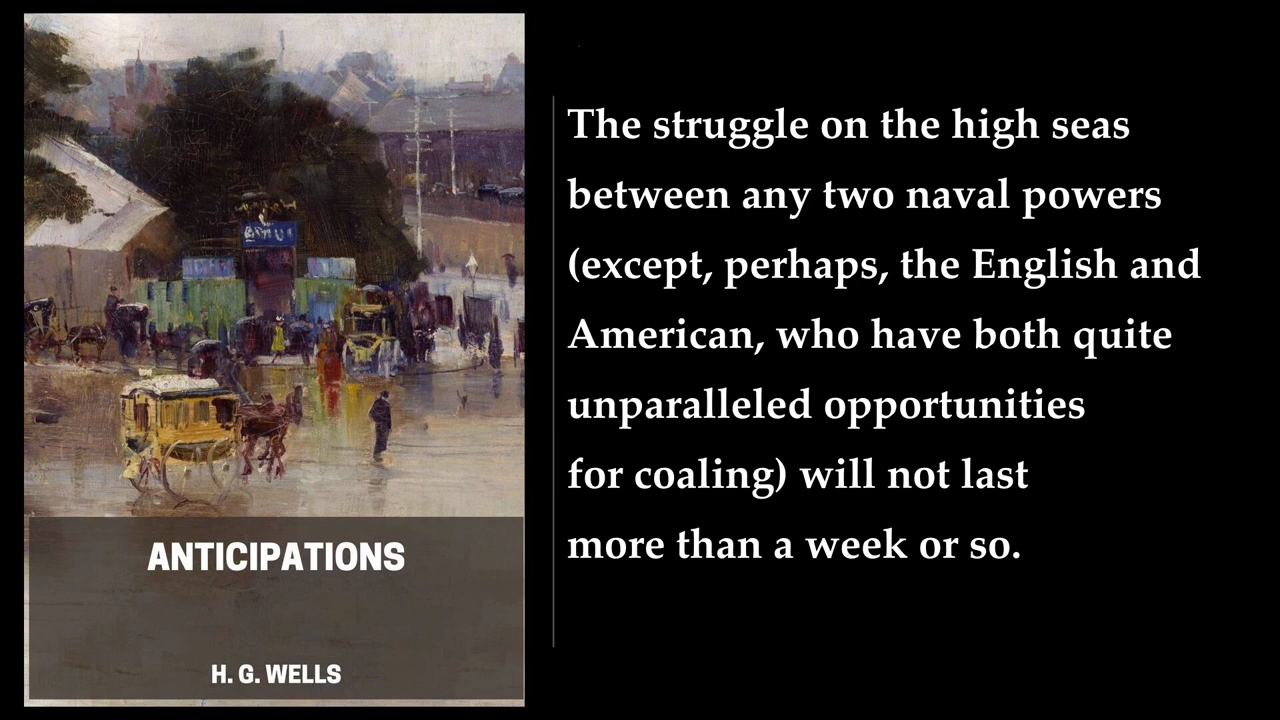 ANTICIPATIONS
H. G. WELLS
The struggle on the high seas
between any two naval powers
(except, perhaps, the English and
American, who have both quite
unparalleled opportunities
for coaling) will not last
more than a week or so.